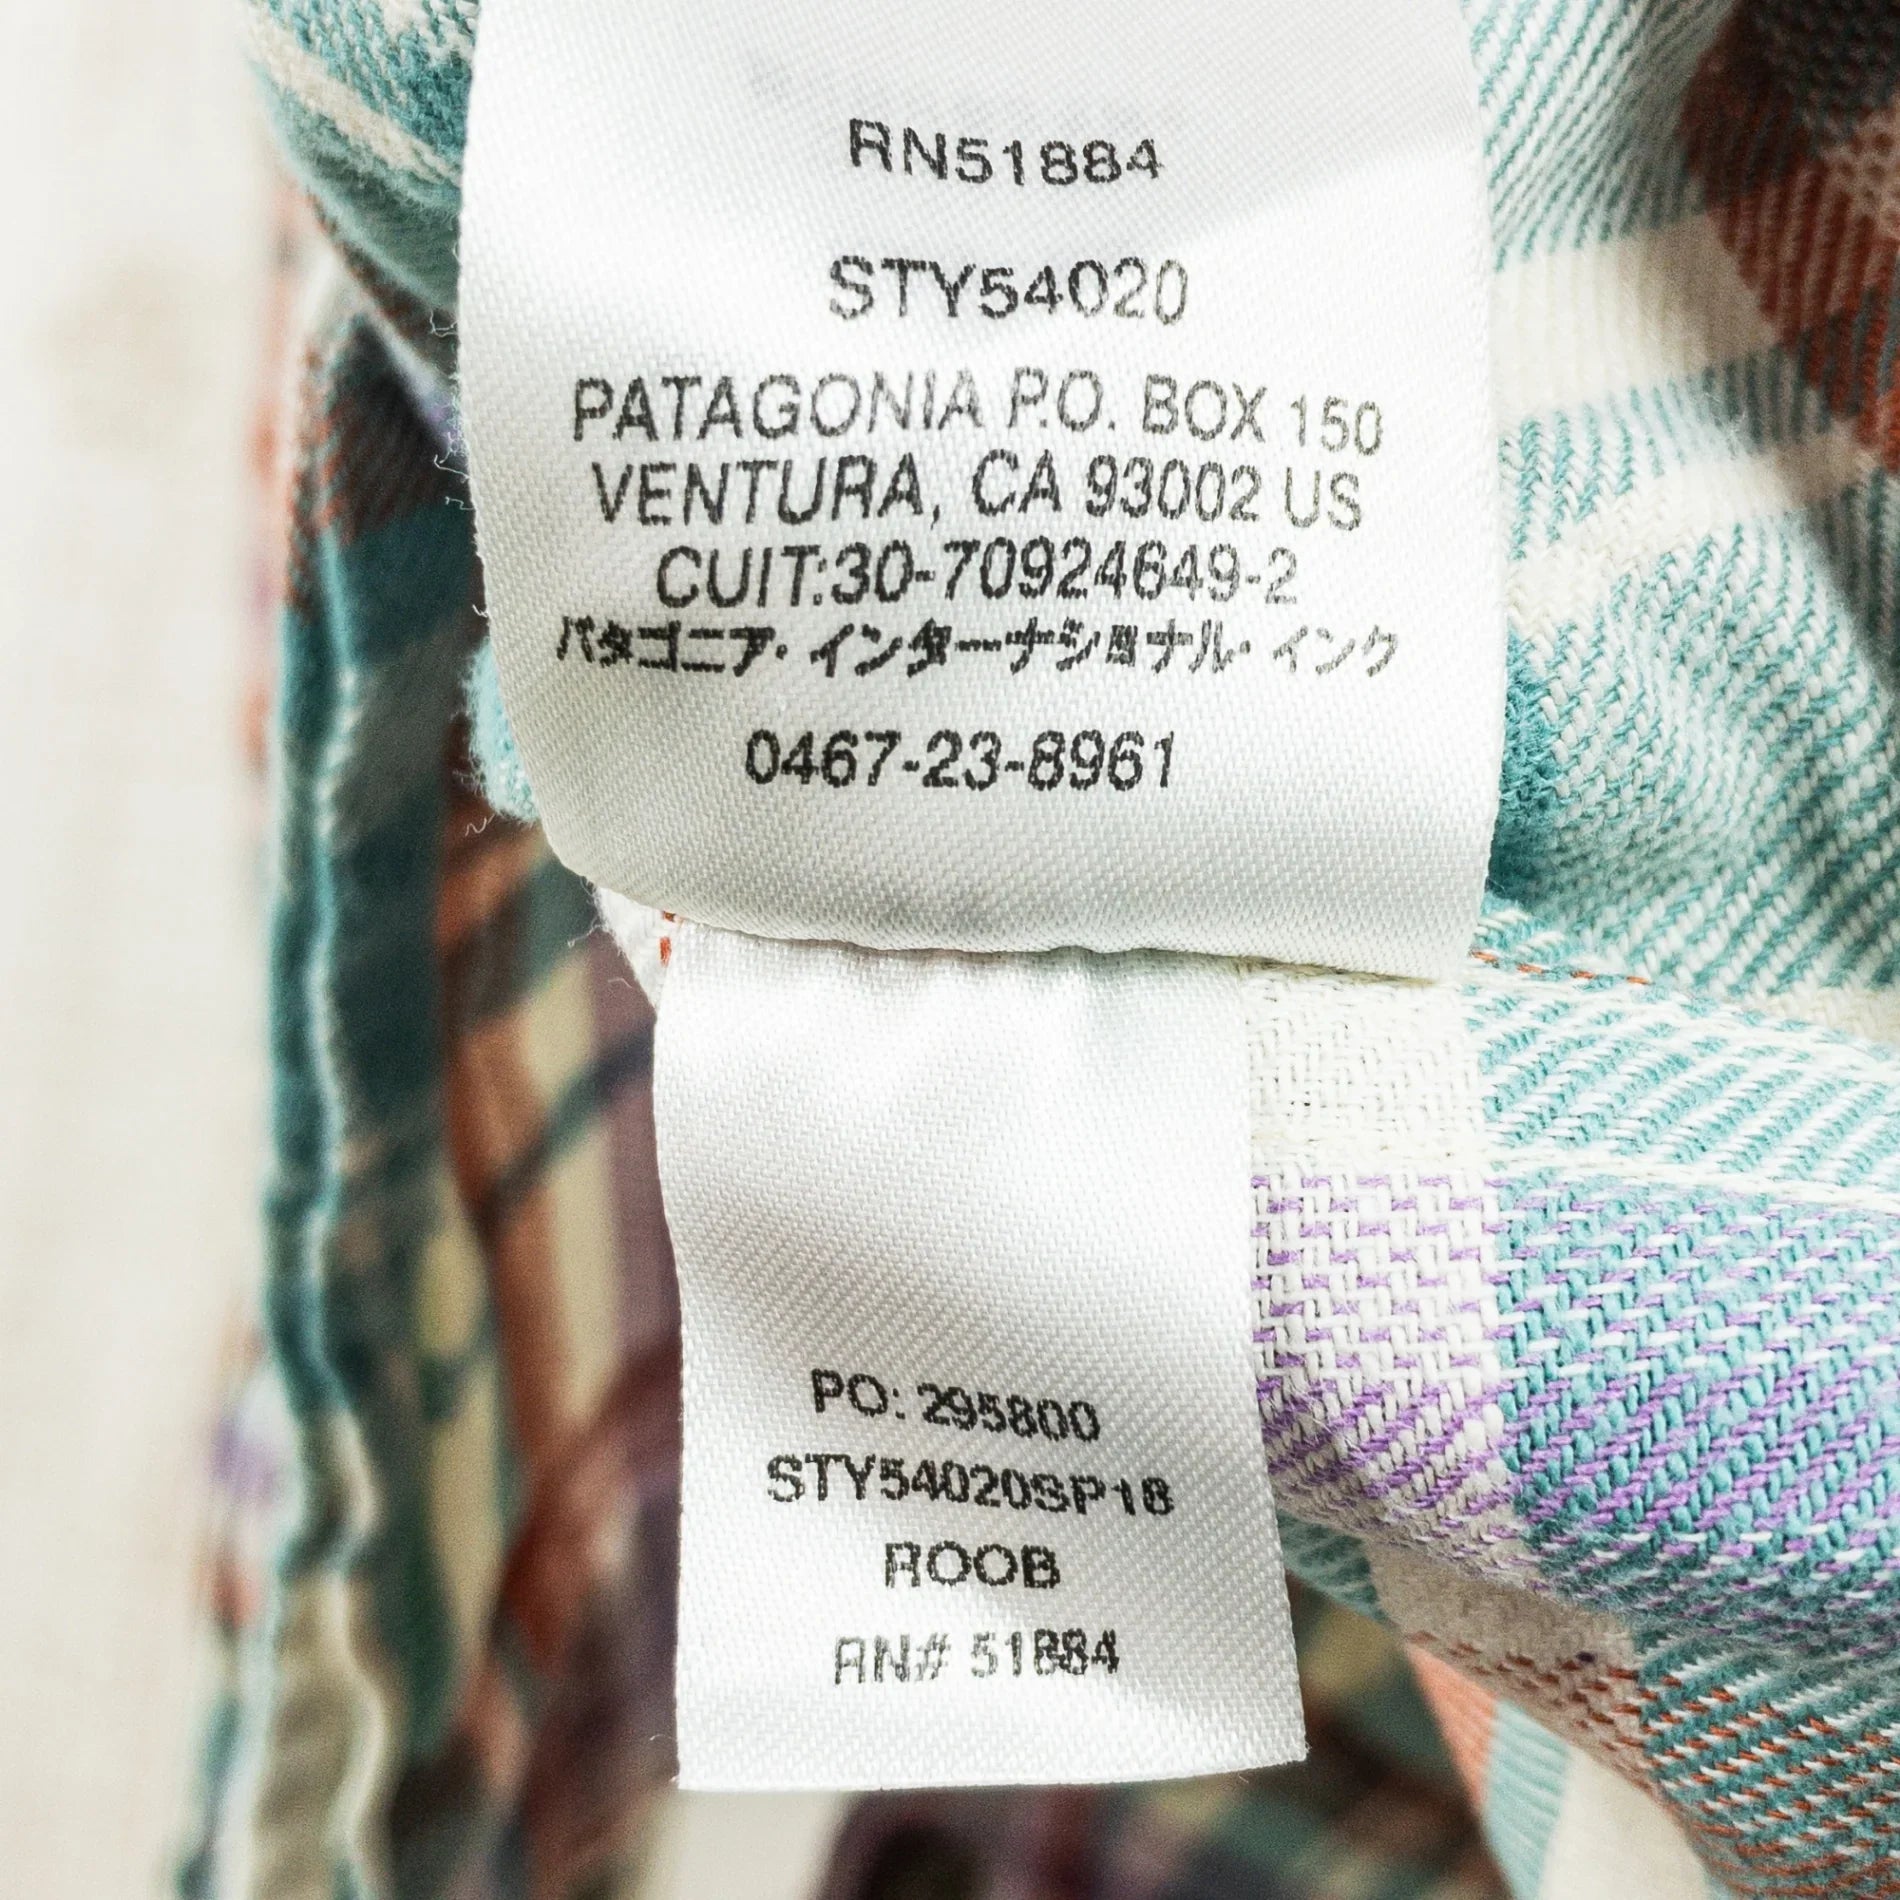 RN51884
STY54020
PATAGONIA P.O. BOX 150
VENTURA, CA 93002 US
CUIT:30-70924649-2
パタゴニア・インターナショナル・インク
0467-23-8961
PO: 295800
STY54020SP18
ROOB
RN# 51884